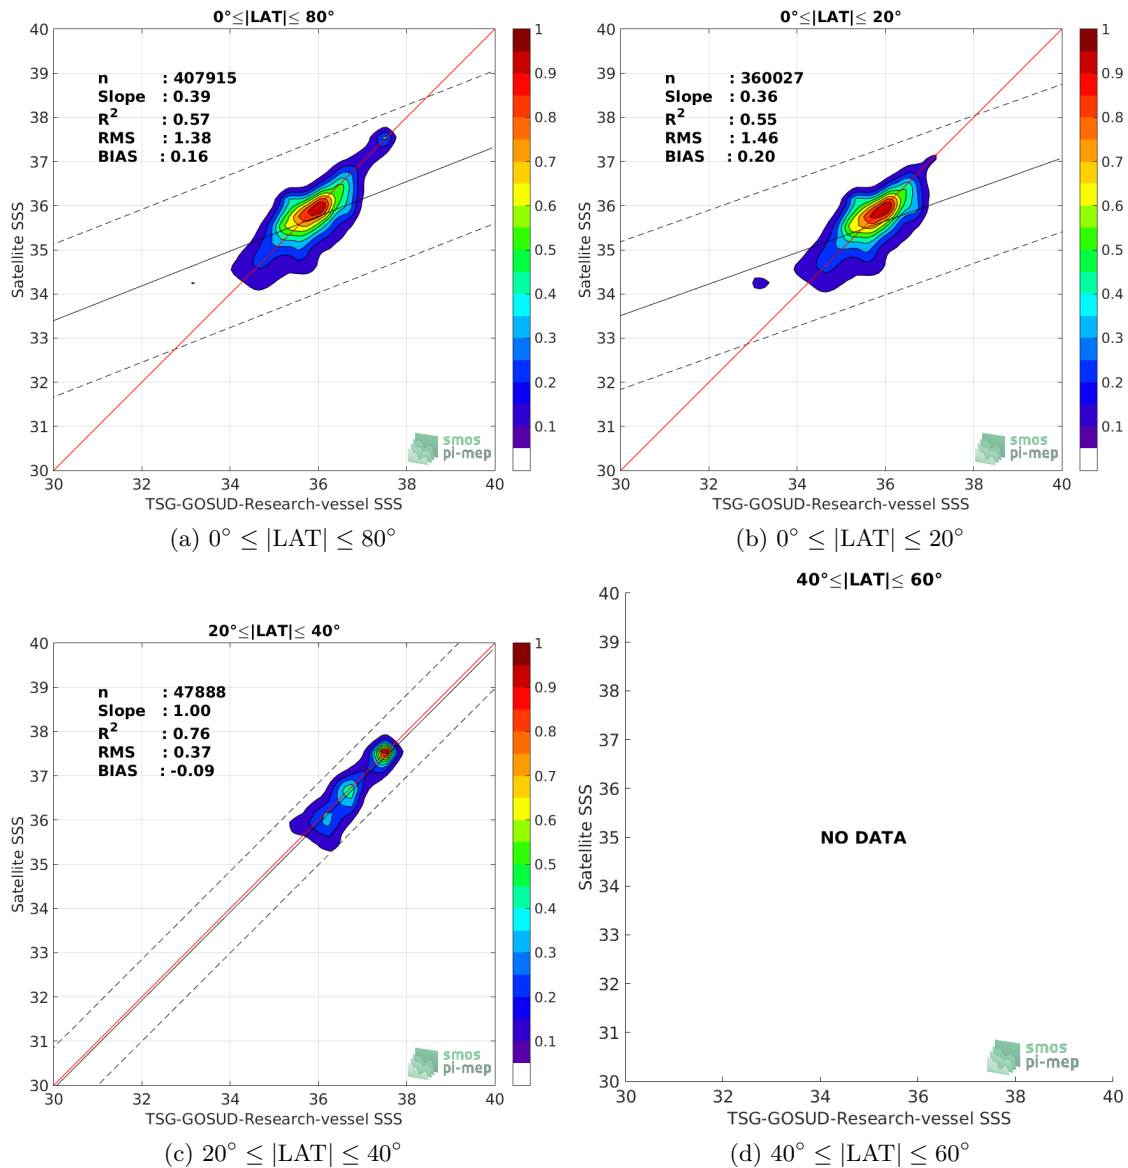 0°≤|LAT|≤ 80°
40
39
38
37
36
35
34
33
32
31
30
Satellite SSS
n : 407915
Slope : 0.39
R2 : 0.57
RMS : 1.38
BIAS : 0.16
smos
pi-mep
30 32 34 36 38 40
TSG-GOSUD-Research-vessel SSS
1
0.9
0.8
0.7
0.6
0.5
0.4
0.3
0.2
0.1
(a) 0° ≤ |LAT| ≤ 80°
0°≤|LAT|≤ 20°
40
39
38
37
36
35
34
33
32
31
30
Satellite SSS
n : 360027
Slope : 0.36
R2 : 0.55
RMS : 1.46
BIAS : 0.20
smos
pi-mep
30 32 34 36 38 40
TSG-GOSUD-Research-vessel SSS
1
0.9
0.8
0.7
0.6
0.5
0.4
0.3
0.2
0.1
(b) 0° ≤ |LAT| ≤ 20°
20°≤|LAT|≤ 40°
40
39
38
37
36
35
34
33
32
31
30
Satellite SSS
n : 47888
Slope : 1.00
R2 : 0.76
RMS : 0.37
BIAS : -0.09
smos
pi-mep
30 32 34 36 38 40
TSG-GOSUD-Research-vessel SSS
1
0.9
0.8
0.7
0.6
0.5
0.4
0.3
0.2
0.1
(c) 20° ≤ |LAT| ≤ 40°
40°≤|LAT|≤ 60°
40
39
38
37
36
35
34
33
32
31
30
Satellite SSS
NO DATA
smos
pi-mep
30 32 34 36 38 40
TSG-GOSUD-Research-vessel SSS
(d) 40° ≤ |LAT| ≤ 60°